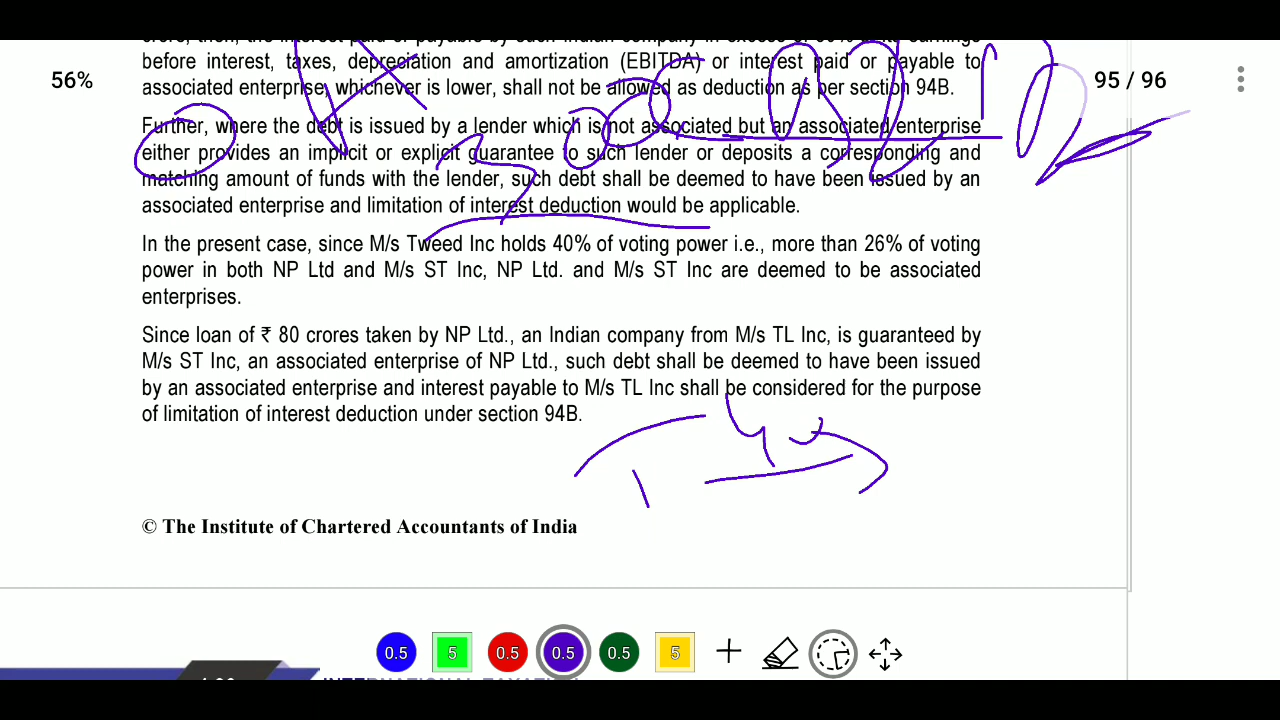 before interest, taxes, depreciation and amortization (EBITDA) or interest paid or payable to
56%
associated enterprise, whichever is lower, shall not be allowed as deduction as per section 94B.
95 / 96
Further, where the debt is issued by a lender which is not associated but an associated enterprise
either provides an implicit or explicit guarantee to such lender or deposits a corresponding and
matching amount of funds with the lender, such debt shall be deemed to have been issued by an
associated enterprise and limitation of interest deduction would be applicable.
In the present case, since M/s Tweed Inc holds 40% of voting power i.e., more than 26% of voting
power in both NP Ltd and M/s ST Inc, NP Ltd. and M/s ST Inc are deemed to be associated
enterprises.
Since loan of ₹ 80 crores taken by NP Ltd., an Indian company from M/s TL Inc, is guaranteed by
M/s ST Inc, an associated enterprise of NP Ltd., such debt shall be deemed to have been issued
by an associated enterprise and interest payable to M/s TL Inc shall be considered for the purpose
of limitation of interest deduction under section 94B.
© The Institute of Chartered Accountants of India
0.5 5 0.5 0.5 0.5 5